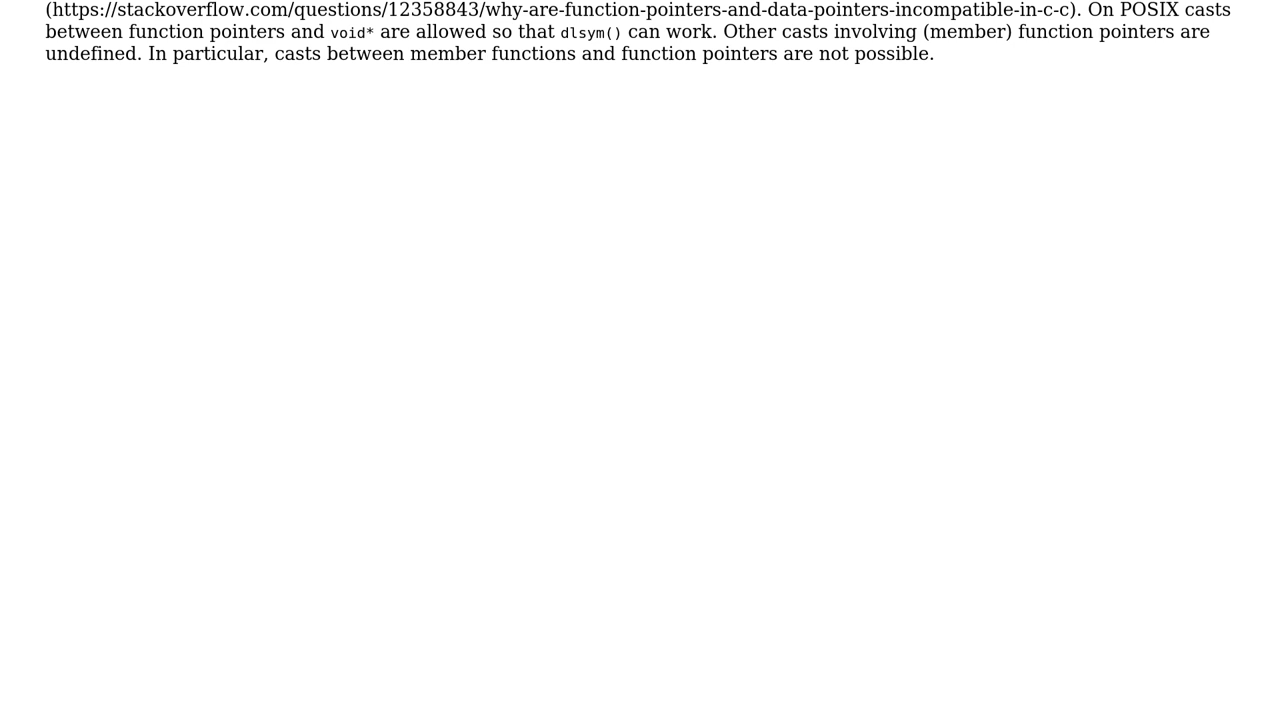 (https://stackoverflow.com/questions/12358843/why-are-function-pointers-and-data-pointers-incompatible-in-c-c). On POSIX casts
between function pointers and void* are allowed so that dlsym() can work. Other casts involving (member) function pointers are
undefined. In particular, casts between member functions and function pointers are not possible.